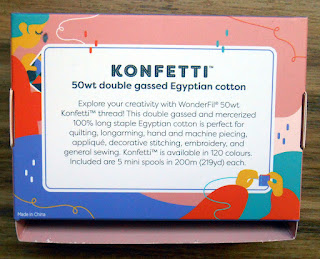 KONFETTI™
50wt double gassed Egyptian cotton
Explore your creativity with WonderFil® 50wt
Konfetti™ thread! This double gassed and mercerized
100% long staple Egyptian cotton is perfect for
quilting, longarming, hand and machine piecing,
appliqué, decorative stitching, embroidery, and
general sewing. Konfetti™ is available in 120 colours.
Included are 5 mini spools in 200m (219yd) each.
Made in China